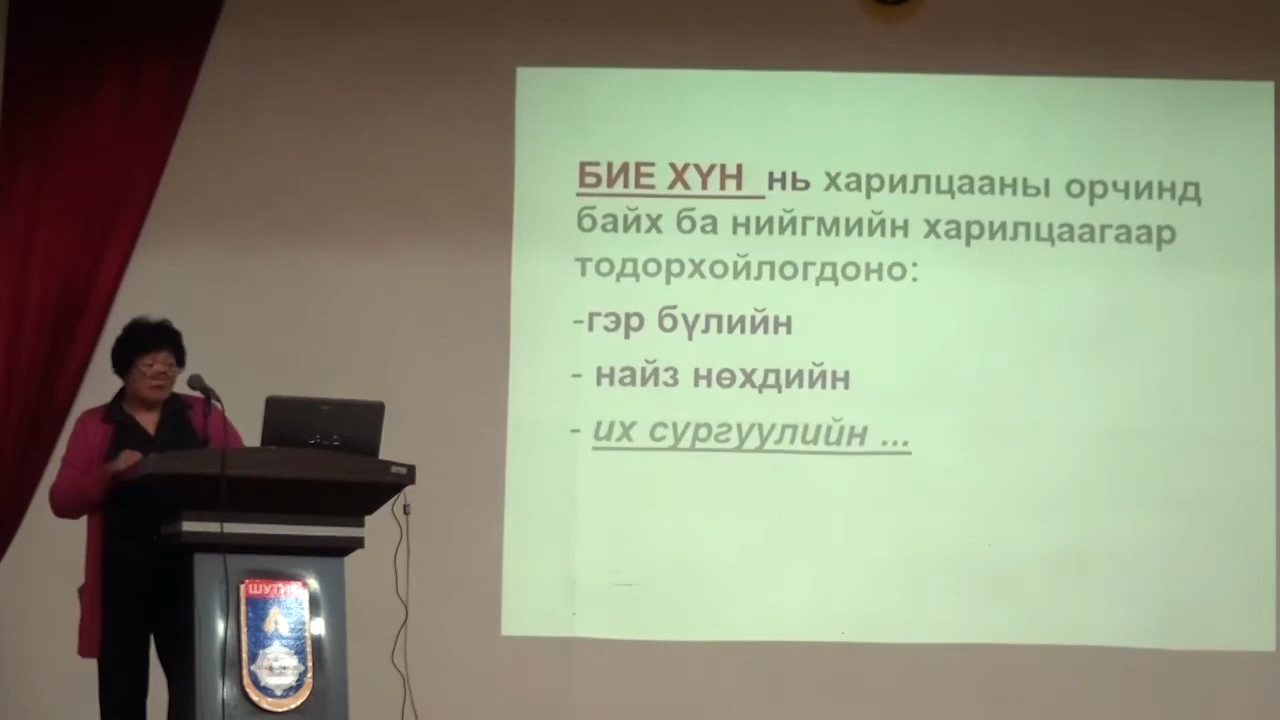 БИЕ ХҮН нь харилцааны орчинд
байх ба нийгмийн харилцаагаар
тодорхойлогдоно:
-гэр бүлийн
- найз нөхдийн
- их сургуулийн ...